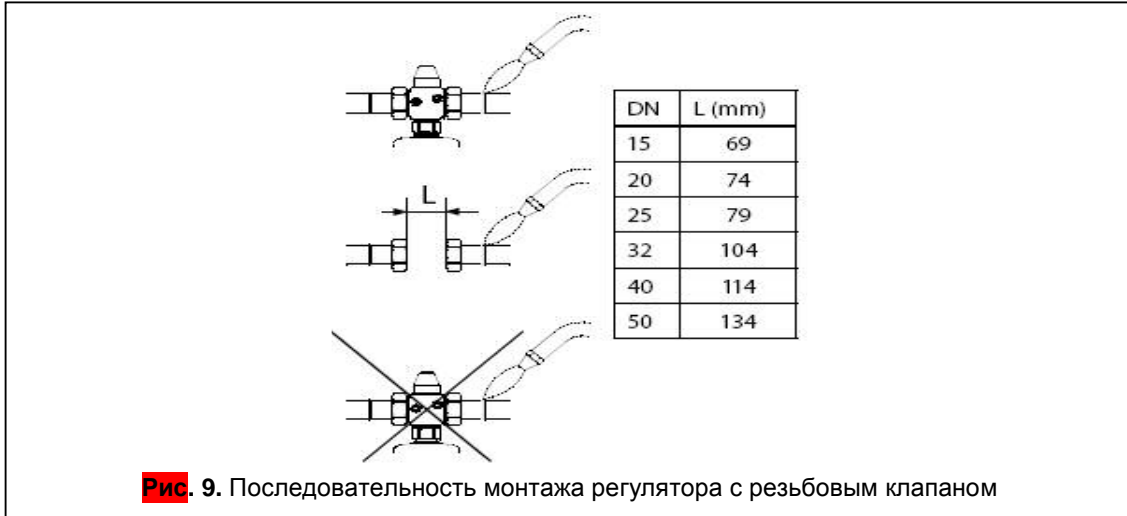 L
DN L (mm)
15 69
20 74
25 79
32 104
40 114
50 134
Рис. 9. Последовательность монтажа регулятора с резьбовым клапаном